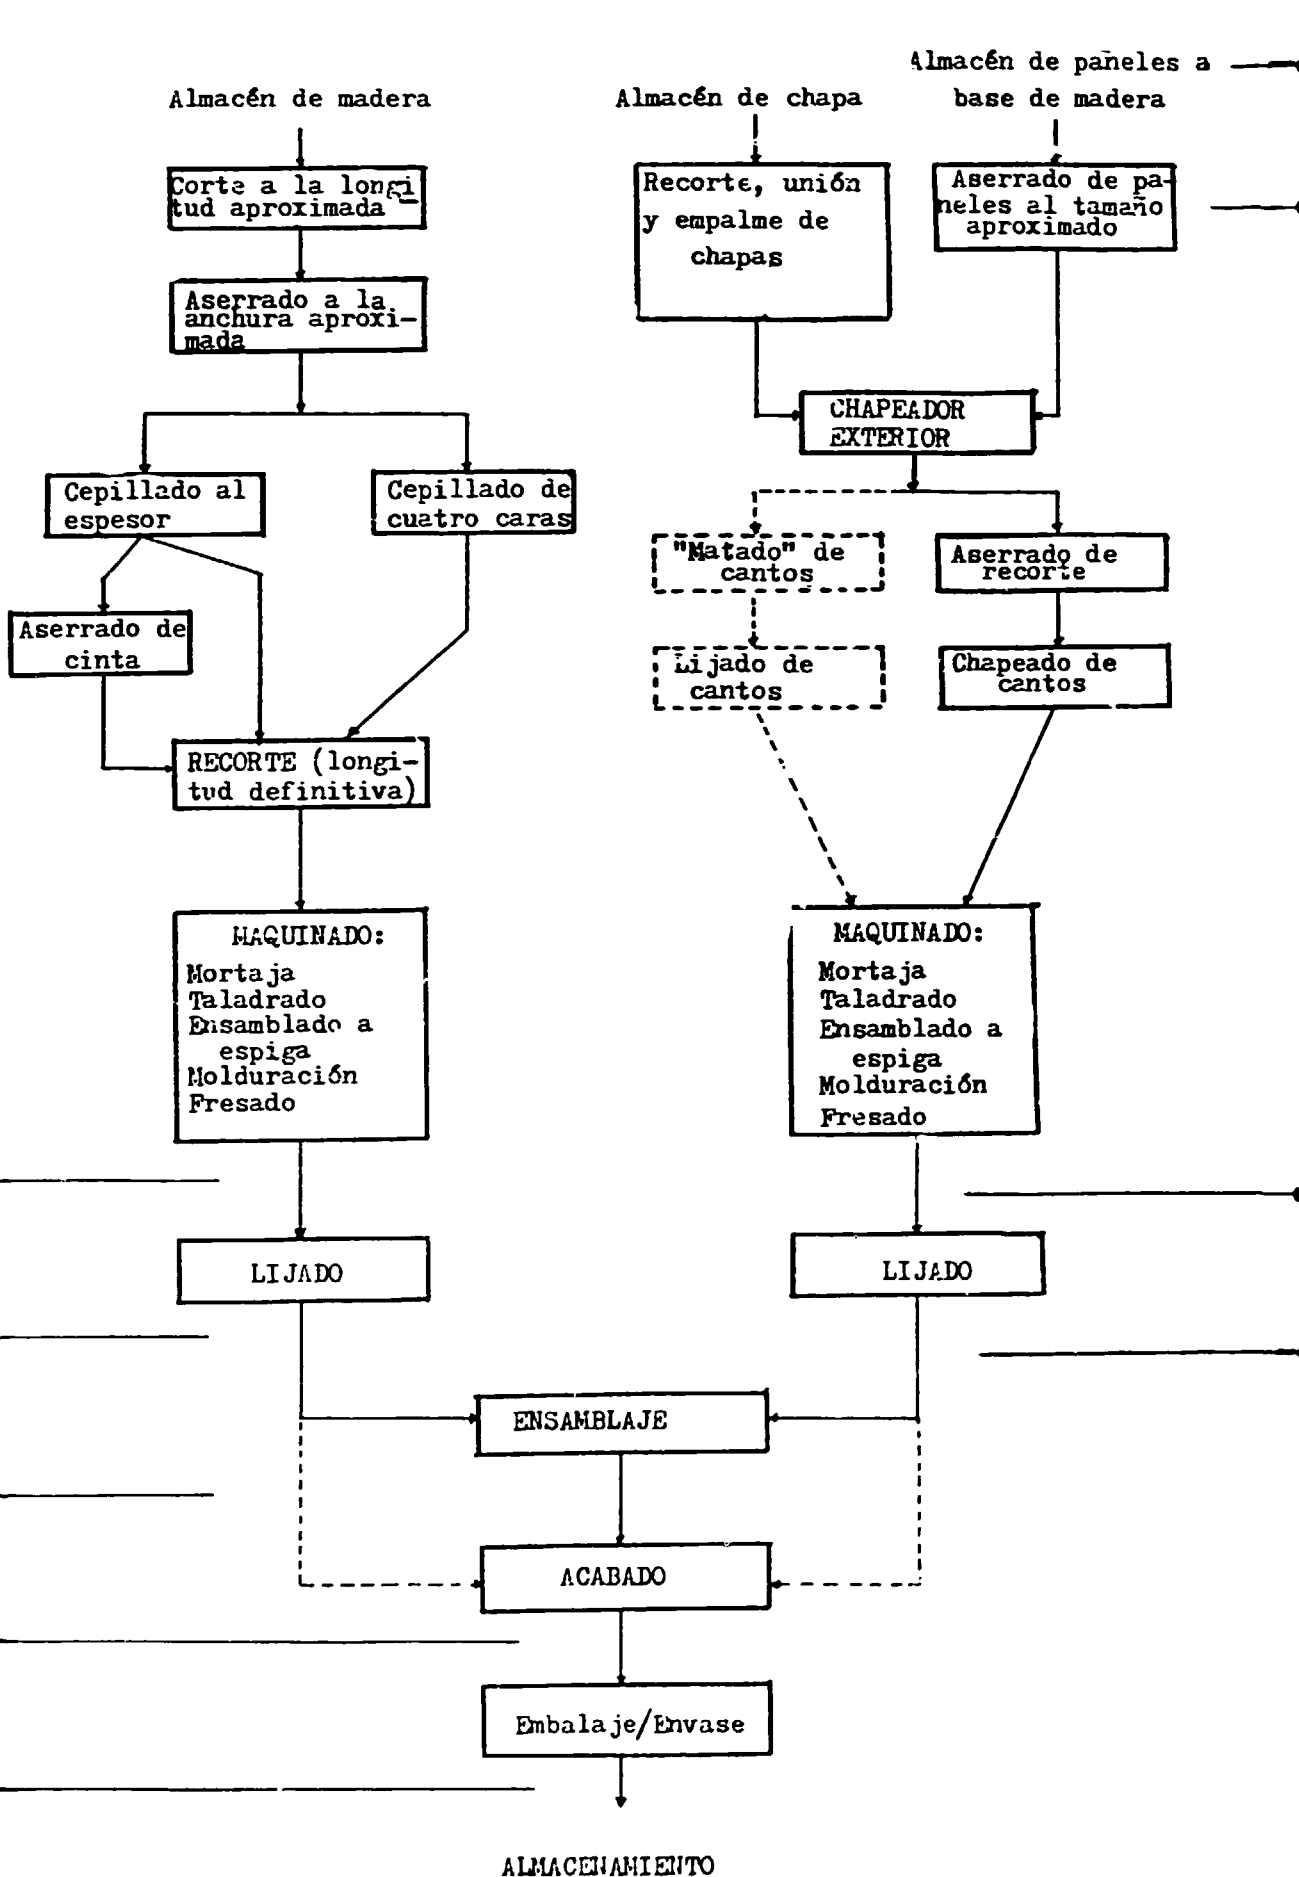 Almacén de madera
Corte a la longi
tud aproximada
Aserrado a la
anchura aproxi-
mada
Cepillado al
espesor
Cepillado de
cuatro caras
Aserrado de
cinta
RECORTE (longi-
tud definitiva)
MAQUINADO:
Mortaja
Taladrado
Ensamblado a
espiga
Molduración
Fresado
LIJADO
Almacén de chapa
Recorte, unión
y empalme de
chapas
Almacén de paneles a
base de madera
Aserrado de pa-
neles al tamaño
aproximado
CHAPEADOR
EXTERIOR
"Matado" de
cantos
Lijado de
cantos
Aserrado de
recorte
Chapeado de
cantos
MAQUINADO:
Mortaja
Taladrado
Ensamblado a
espiga
Molduración
Fresado
LIJADO
ENSAMBLAJE
ACABADO
Embalaje/Envase
ALMACENAMIENTO